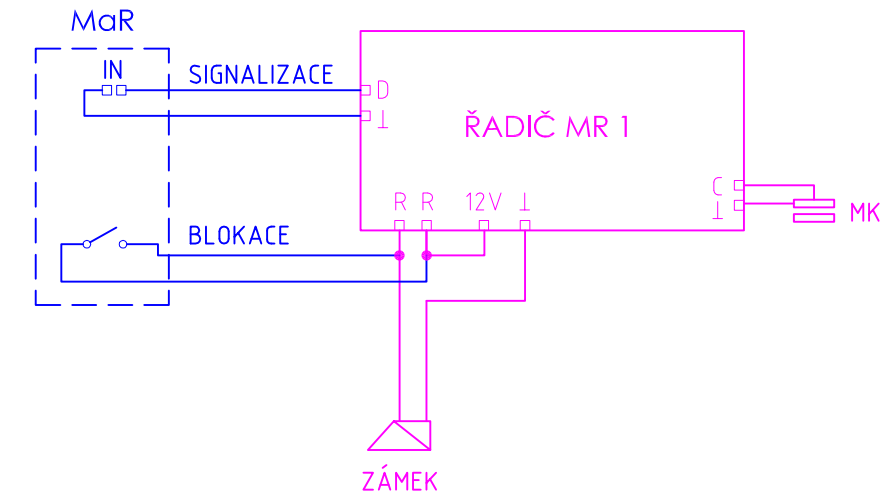 MaR
IN
SIGNALIZACE
D
⊥
ŘADIČ MR 1
C
⊥
MK
R R 12V ⊥
BLOKACE
ZÁMEK